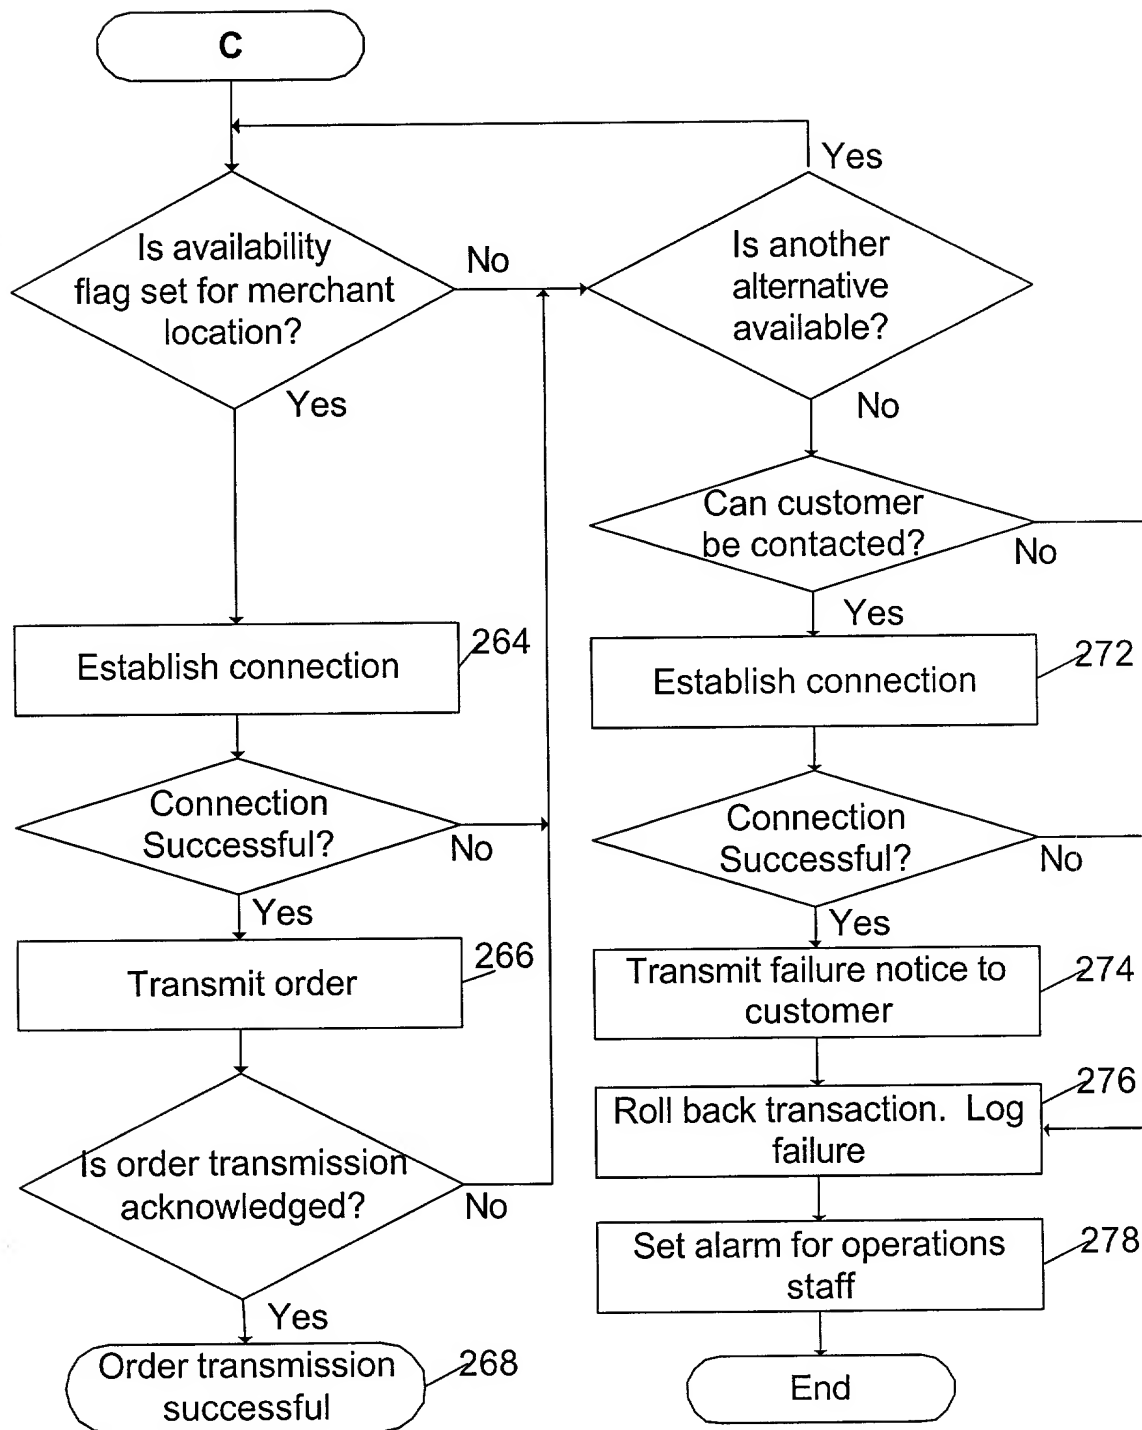 C
Yes
Is availability
flag set for merchant
location?
No
Is another
alternative
available?
Yes
No
Can customer
be contacted?
No
Yes
Establish connection
264
Establish connection
272
Connection
Successful?
No
Connection
Successful?
No
Yes
Yes
Transmit order
266
Transmit failure notice to
customer
274
Roll back transaction. Log
failure
276
Is order transmission
acknowledged?
No
Set alarm for operations
staff
278
Yes
Order transmission
successful
268
End